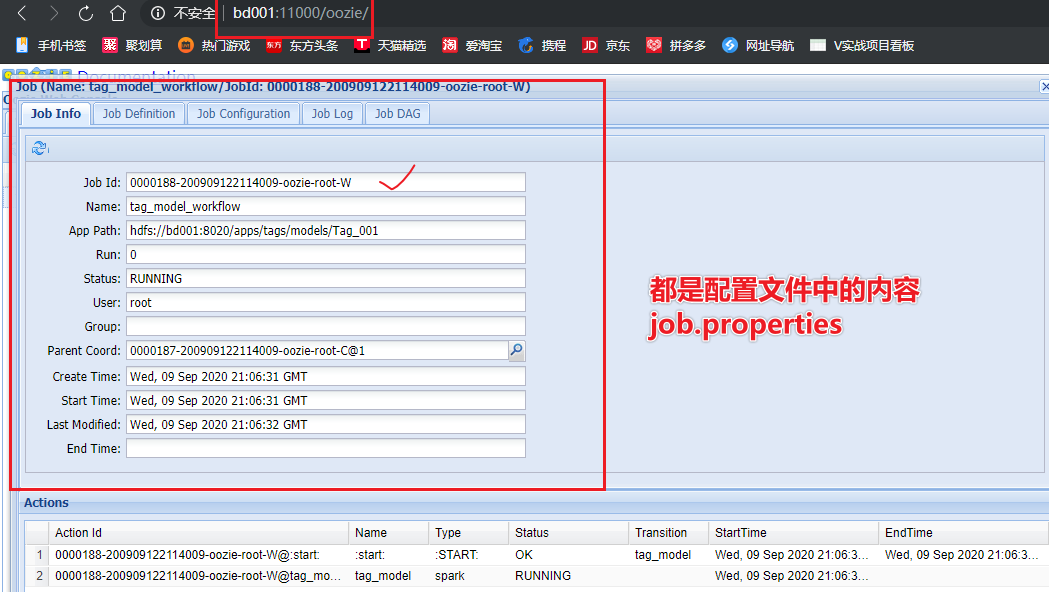 不安全 | bd001:11000/oozie/
手机书签 聚 聚划算 热门游戏 东方 东方头条 T 天猫精选 淘 爱淘宝 携程 JD 京东 拼多多 网址导航 V实战项目看板
Documentation
Job (Name: tag_model_workflow/JobId: 0000188-200909122114009-oozie-root-W)
Job Info Job Definition Job Configuration Job Log Job DAG
Job Id: 0000188-200909122114009-oozie-root-W
Name: tag_model_workflow
App Path: hdfs://bd001:8020/apps/tags/models/Tag_001
Run: 0
Status: RUNNING
User: root
Group:
Parent Coord: 0000187-200909122114009-oozie-root-C@1
Create Time: Wed, 09 Sep 2020 21:06:31 GMT
Start Time: Wed, 09 Sep 2020 21:06:31 GMT
Last Modified: Wed, 09 Sep 2020 21:06:32 GMT
End Time:
都是配置文件中的内容
job.properties
Actions
Action Id Name Type Status Transition StartTime EndTime
1 0000188-200909122114009-oozie-root-W@:start: :start: :START: OK tag_model Wed, 09 Sep 2020 21:06:3... Wed, 09 Sep 2020 21:06:3...
2 0000188-200909122114009-oozie-root-W@tag_mo... tag_model spark RUNNING Wed, 09 Sep 2020 21:06:3...